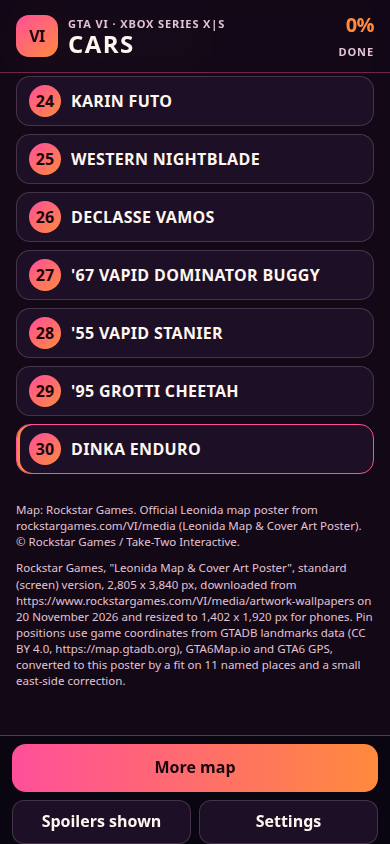 VI
GTA VI · XBOX SERIES X|S
CARS
0%
DONE
24 KARIN FUTO
25 WESTERN NIGHTBLADE
26 DECLASSE VAMOS
27 '67 VAPID DOMINATOR BUGGY
28 '55 VAPID STANIER
29 '95 GROTTI CHEETAH
30 DINKA ENDURO
Map: Rockstar Games. Official Leonida map poster from
rockstargames.com/VI/media (Leonida Map & Cover Art Poster).
© Rockstar Games / Take-Two Interactive.
Rockstar Games, "Leonida Map & Cover Art Poster", standard
(screen) version, 2,805 x 3,840 px, downloaded from
https://www.rockstargames.com/VI/media/artwork-wallpapers on
20 November 2026 and resized to 1,402 x 1,920 px for phones. Pin
positions use game coordinates from GTADB landmarks data (CC
BY 4.0, https://map.gtadb.org), GTA6Map.io and GTA6 GPS,
converted to this poster by a fit on 11 named places and a small
east-side correction.
More map
Spoilers shown
Settings